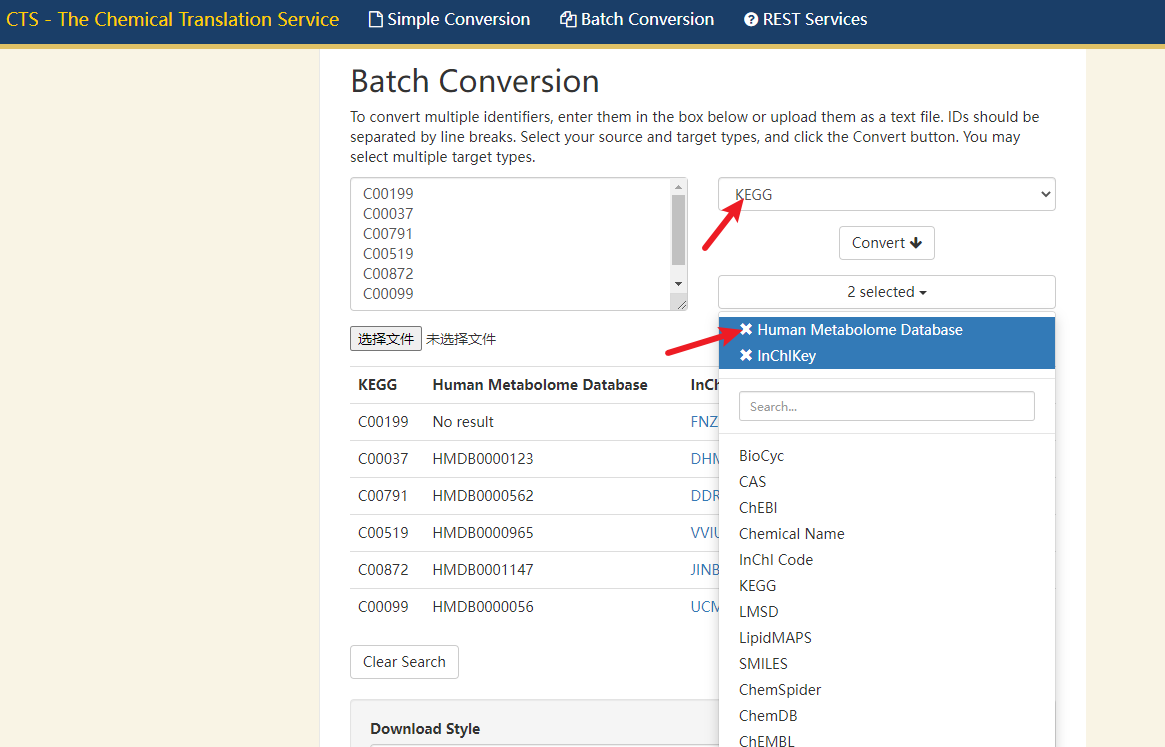 CTS - The Chemical Translation Service Simple Conversion Batch Conversion REST Services
Batch Conversion
To convert multiple identifiers, enter them in the box below or upload them as a text file. IDs should be
separated by line breaks. Select your source and target types, and click the Convert button. You may
select multiple target types.
C00199
C00037
C00791
C00519
C00872
C00099
KEGG
Convert
2 selected
选择文件 未选择文件
Human Metabolome Database
InChIKey
Search...
BioCyc
CAS
ChEBI
Chemical Name
InChI Code
KEGG
LMSD
LipidMAPS
SMILES
ChemSpider
ChemDB
ChEMBL
KEGG Human Metabolome Database InCh
C00199 No result FNZ
C00037 HMDB0000123 DHM
C00791 HMDB0000562 DDR
C00519 HMDB0000965 VVIU
C00872 HMDB0001147 JINB
C00099 HMDB0000056 UCM
Clear Search
Download Style